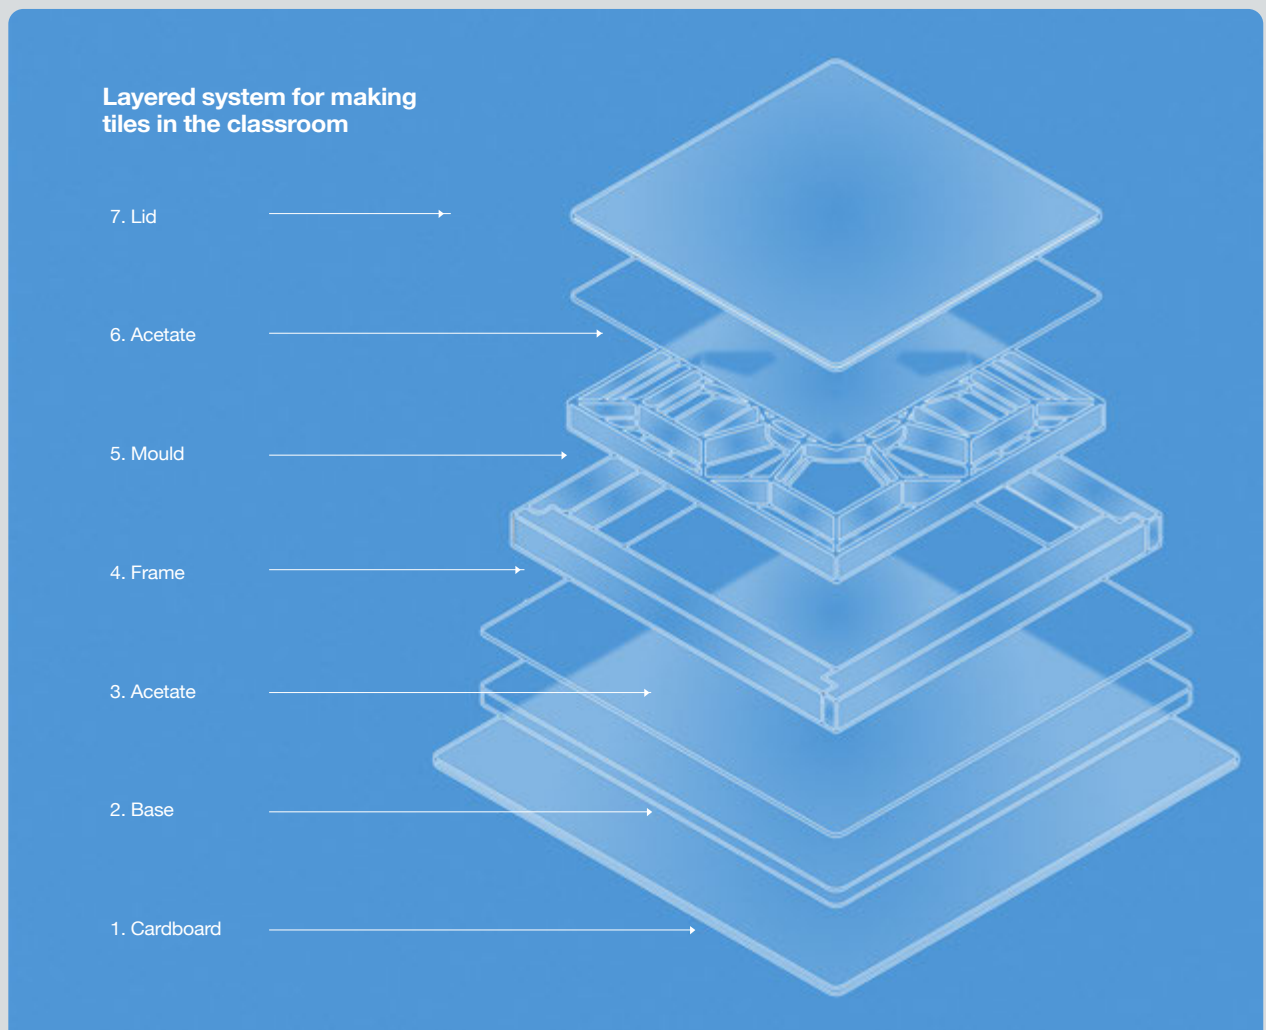 Layered system for making
tiles in the classroom
7. Lid
6. Acetate
5. Mould
4. Frame
3. Acetate
2. Base
1. Cardboard